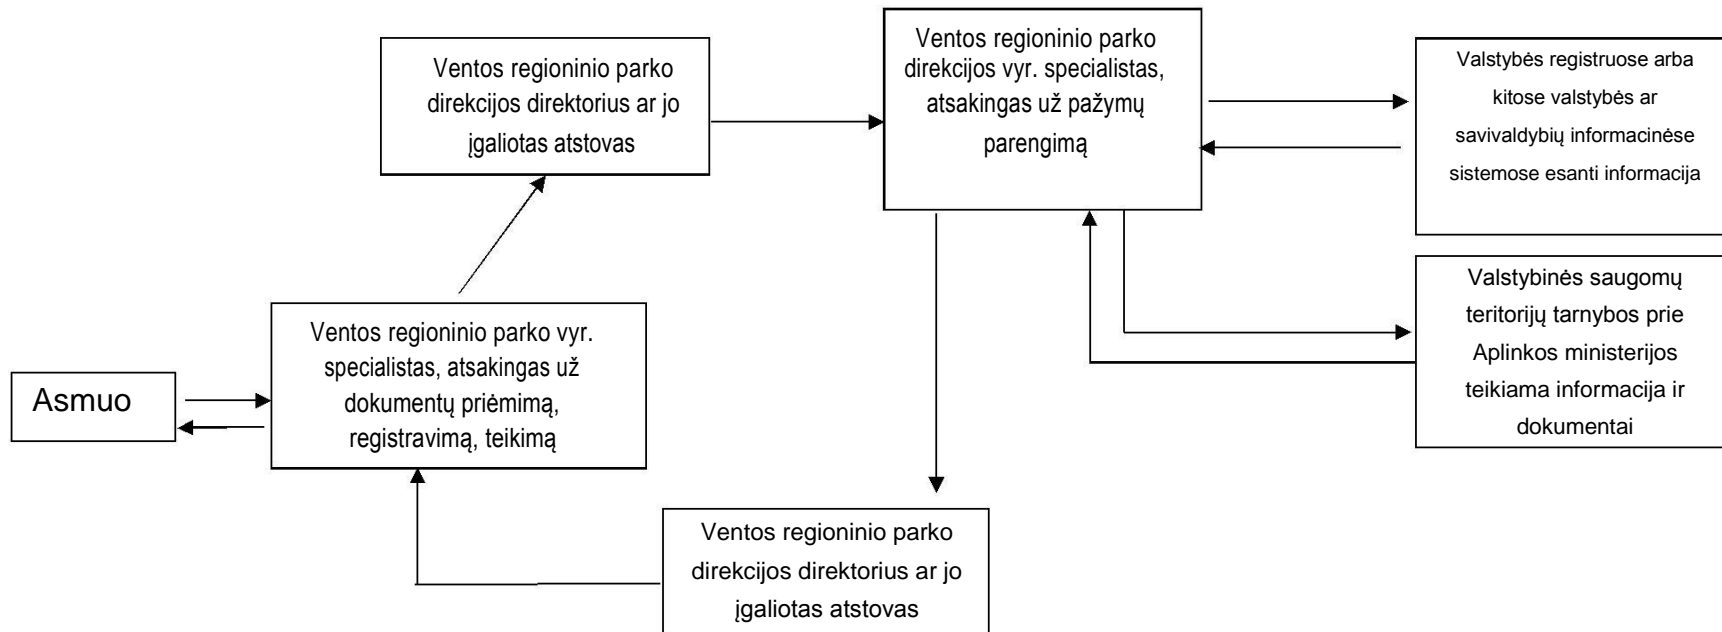 Ventos regioninio parko
direkcijos direktorius ar jo
įgaliotas atstovas
Ventos regioninio parko
direkcijos vyr. specialistas,
atsakingas už pažymų
parengimą
Valstybės registruose arba
kitose valstybės ar
savivaldybių informacinėse
sistemose esanti informacija
Valstybinės saugomų
teritorijų tarnybos prie
Aplinkos ministerijos
teikiama informacija ir
dokumentai
Asmuo
Ventos regioninio parko vyr.
specialistas, atsakingas už
dokumentų priėmimą,
registravimą, teikimą
Ventos regioninio parko
direkcijos direktorius ar jo
įgaliotas atstovas